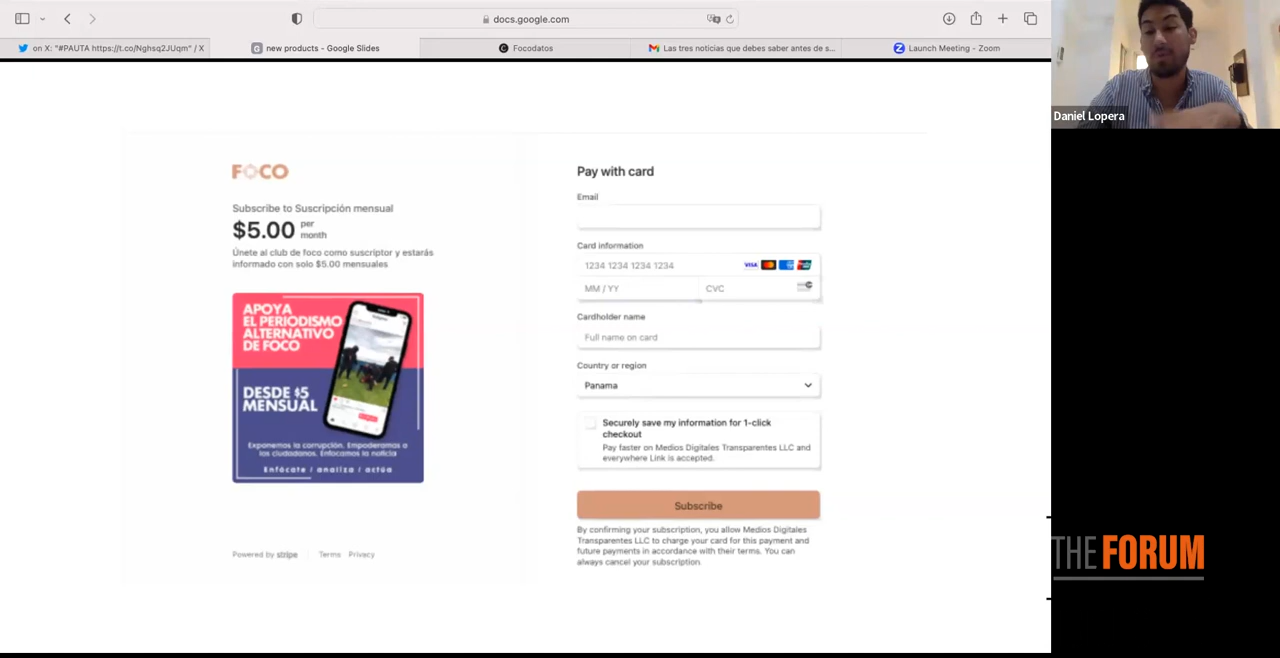 docs.google.com
on X: "#PAUTA https://t.co/Nghsq2JUqm" / X
new products - Google Slides
Focodatos
Las tres noticias que debes saber antes de s...
Launch Meeting - Zoom
Daniel Lopera
FOCO
Subscribe to Suscripción mensual
$5.00 per
month
Únete al club de foco como suscríptor y estarás
informado con solo $5.00 mensuales
APOYA
EL PERIODISMO
ALTERNATIVO
DE FOCO
DESDE $5
MENSUAL
Exponemos la corrupción. Empoderamos a
los ciudadanos. Enfocamos la noticia
Enfócate / analiza / actúa
Powered by stripe
Terms Privacy
Pay with card
Email
Card information
1234 1234 1234 1234
VISA
MM / YY
CVC
Cardholder name
Full name on card
Country or region
Panama
Securely save my information for 1-click
checkout
Pay faster on Medios Digitales Transparentes LLC and
everywhere Link is accepted.
Subscribe
By confirming your subscription, you allow Medios Digitales
Transparentes LLC to charge your card for this payment and
future payments in accordance with their terms. You can
always cancel your subscription.
THE FORUM